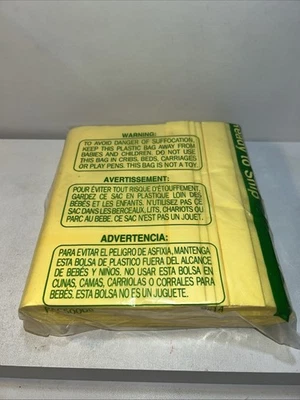 WARNING:
TO AVOID DANGER OF SUFFOCATION,
KEEP THIS PLASTIC BAG AWAY FROM
BABIES AND CHILDREN. DO NOT USE
THIS BAG IN CRIBS, BEDS, CARRIAGES
OR PLAY PENS. THIS BAG IS NOT A TOY.
AVERTISSEMENT:
POUR ÉVITER TOUT RISQUE D'ÉTOUFFEMENT,
GARDEZ CE SAC EN PLASTIQUE LOIN DES
BÉBÉS ET LES ENFANTS. N'UTILISEZ PAS CE
SAC DANS LES BERCEAUX, LITS, CHARIOTS OU
PARC AU BEBE. CE SAC N'EST PAS UN JOUET.
ADVERTENCIA:
PARA EVITAR EL PELIGRO DE ASFIXIA, MANTENGA
ESTA BOLSA DE PLASTICO FUERA DEL ALCANCE
DE BEBÉS Y NIÑOS. NO USAR ESTA BOLSA EN
CUNAS, CAMAS, CARRIOLAS O CORRALES PARA
BEBÉS. ESTA BOLSA NO ES UN JUGUETE.
Ready To Ship